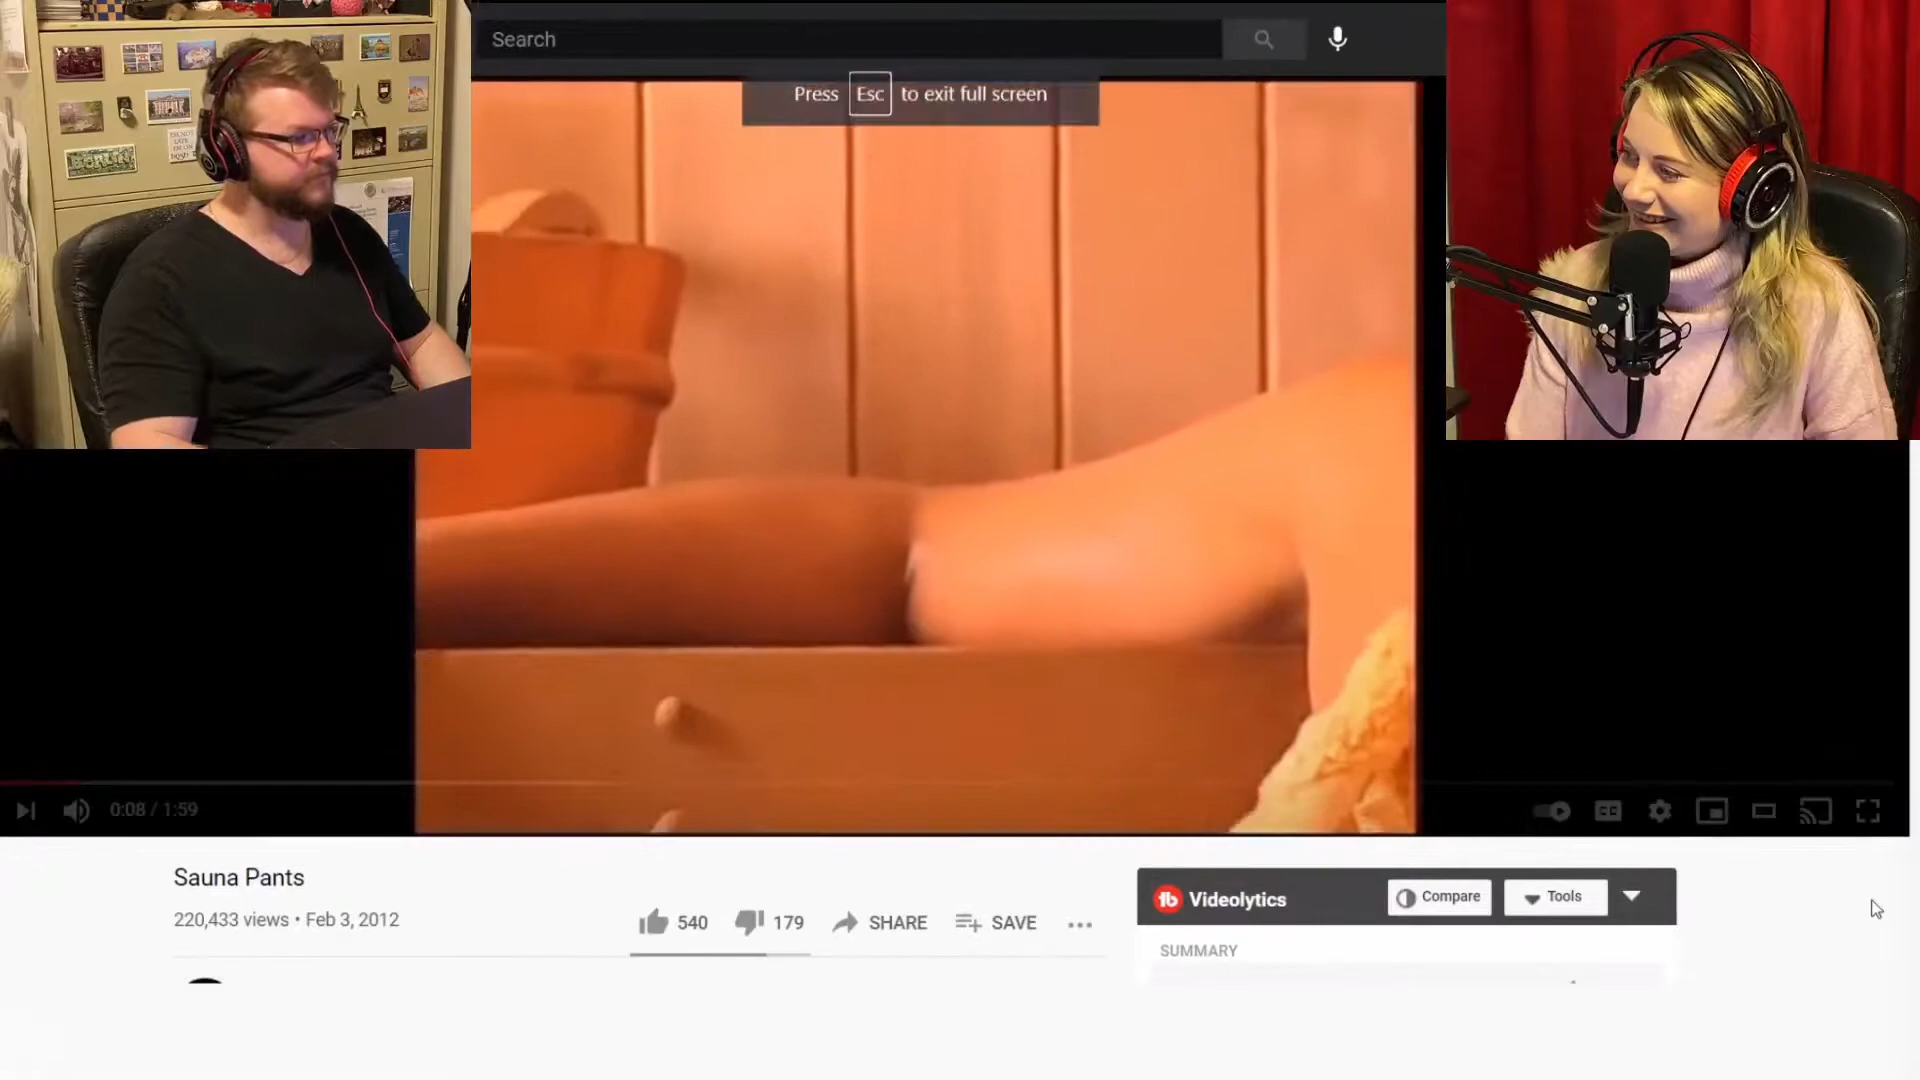 Search
Press Esc to exit full screen
BERLIN
0:08 / 1:59
Sauna Pants
220,433 views • Feb 3, 2012
540
179
SHARE
SAVE
Videolytics
Compare
Tools
SUMMARY